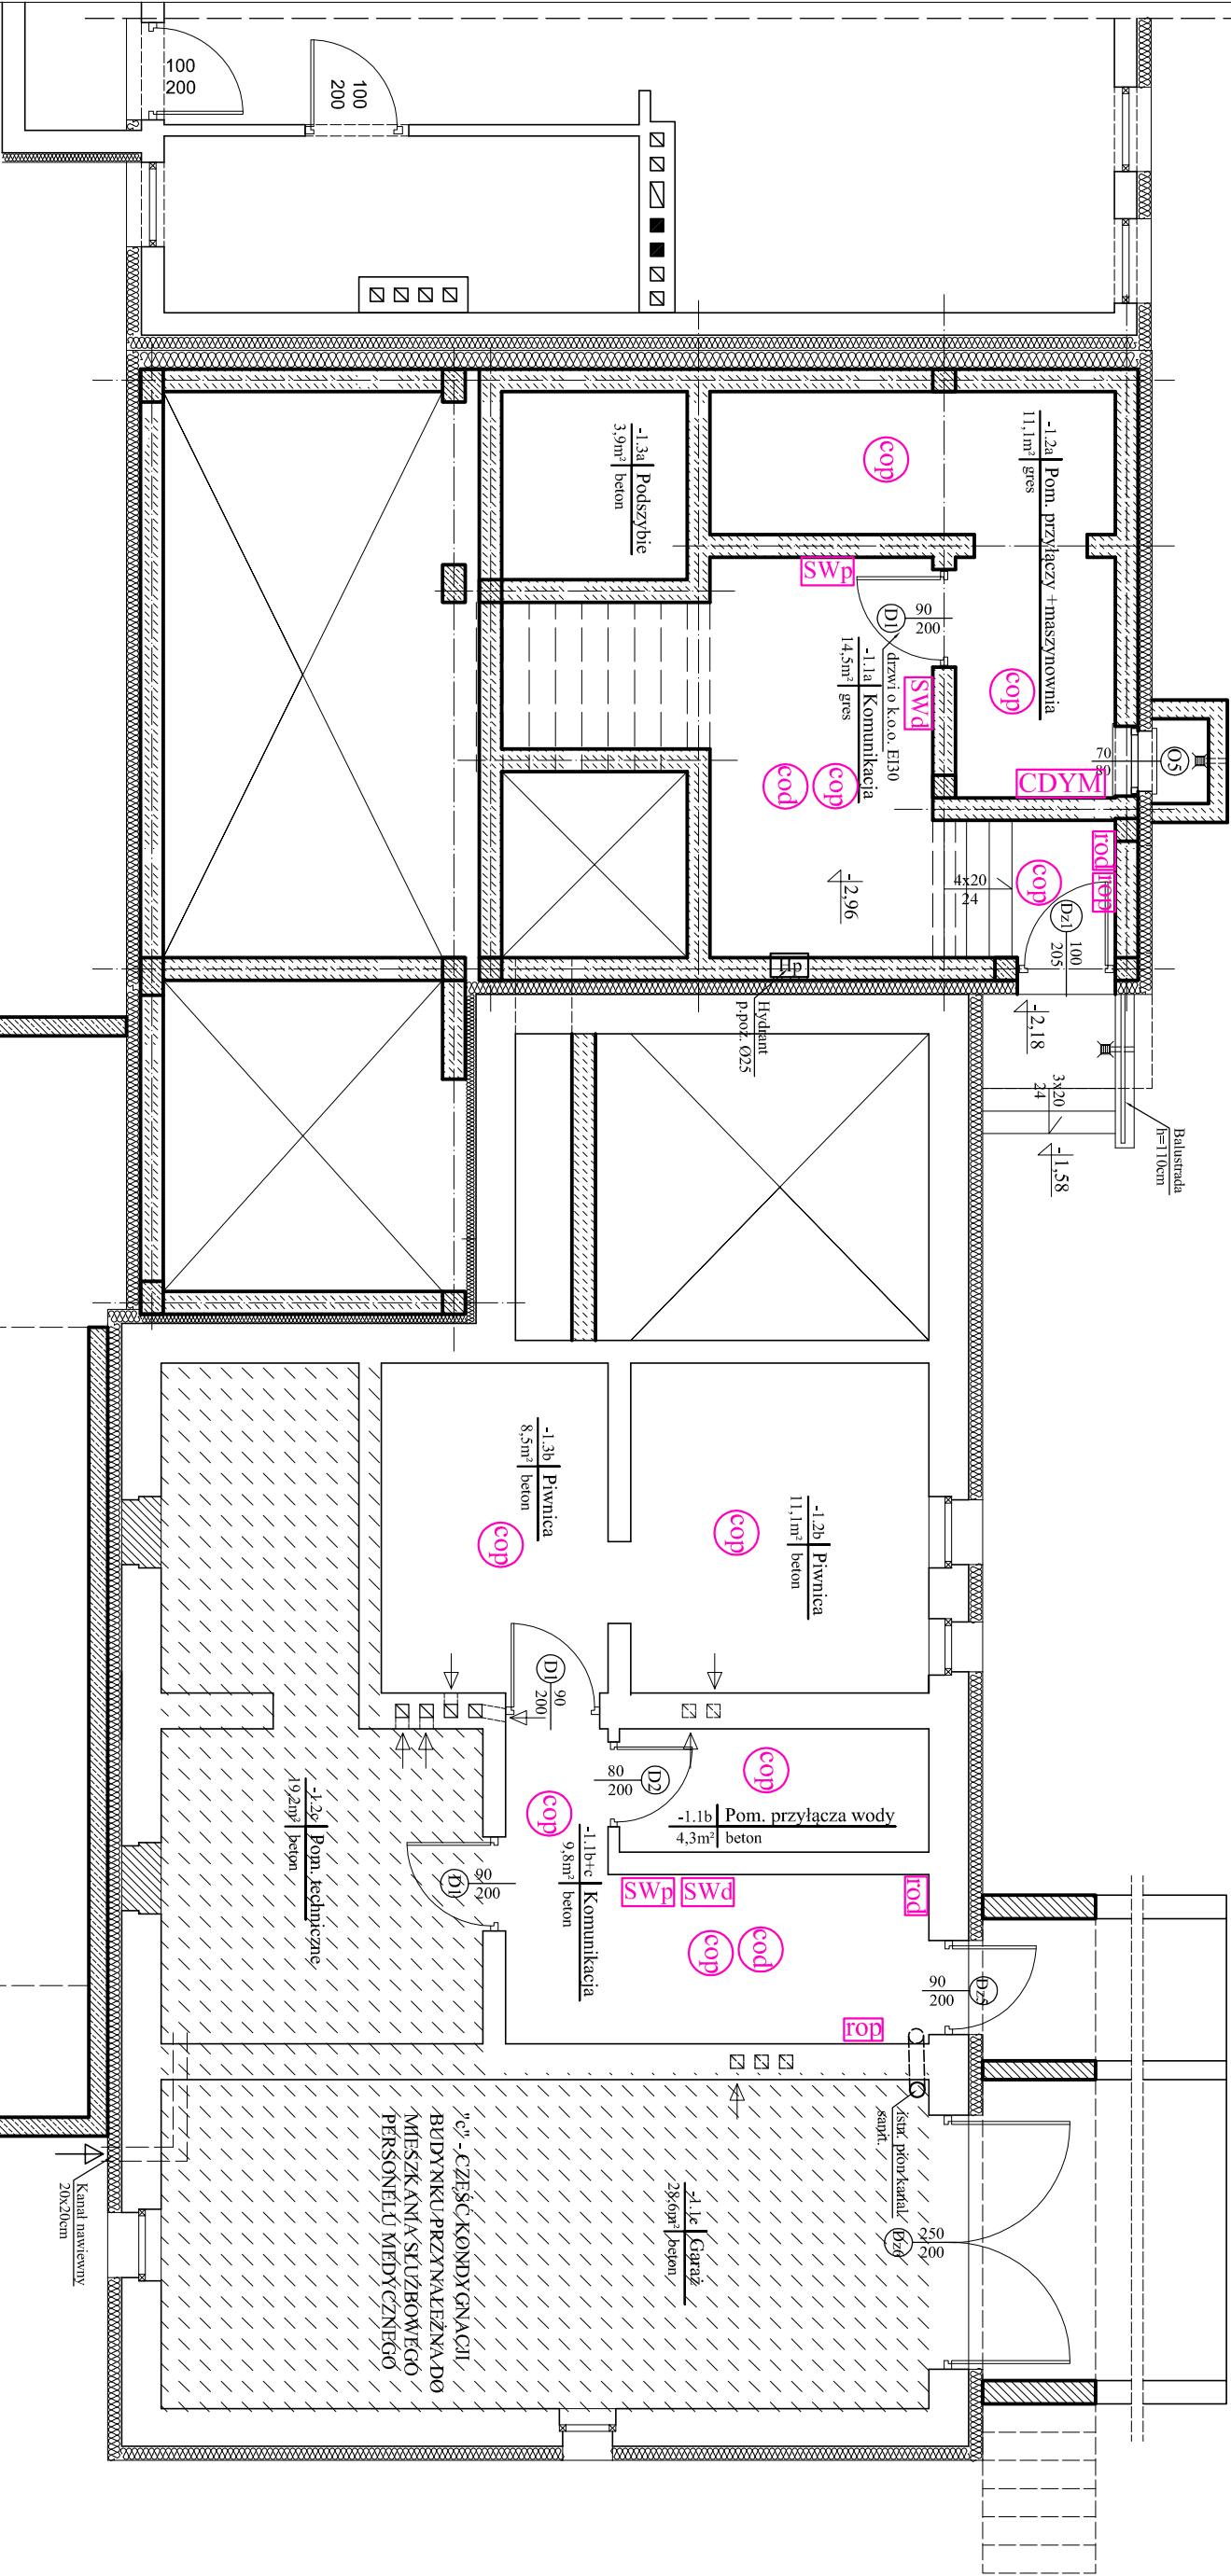 100
200
100
200
-1.2a Pom. przyłączy +maszynownia
11,1m² gres
cop
-1.3a Podszybie
3,9m² beton
SWp
D1
90
200
drzwi o k.o.o. EI30
-1.1a Komunikacja
14,5m² gres
cop
SWd
O5
70
80
CDYM
cod
cop
rod
rop
cop
4x20
24
-2,96
Dz1
100
205
Hp
Hydrant
p.poż. Ø25
-2,18
3x20
24
-1,58
Balustrada
h=110cm
-1.3b Piwnica
8,5m² beton
cop
-1.2b Piwnica
11,1m² beton
cop
D1
90
200
D2
80
200
cop
-1.1b Pom. przyłącza wody
4,3m² beton
cop
-1.1b+c Komunikacja
9,8m² beton
-1.2c Pom. techniczne
19,2m² beton
D1
90
200
SWp
SWd
rod
cop
cod
Dz5
90
200
rop
istn. pion kanal.
sanit.
Dz6
250
200
-1.1c Garaż
28,6m² beton
"c" - CZĘŚĆ KONDYGNACJI
BUDYNKU PRZYNALEŻNA DO
MIESZKANIA SŁUŻBOWEGO
PERSONELU MEDYCZNEGO
Kanał nawiewny
20x20cm